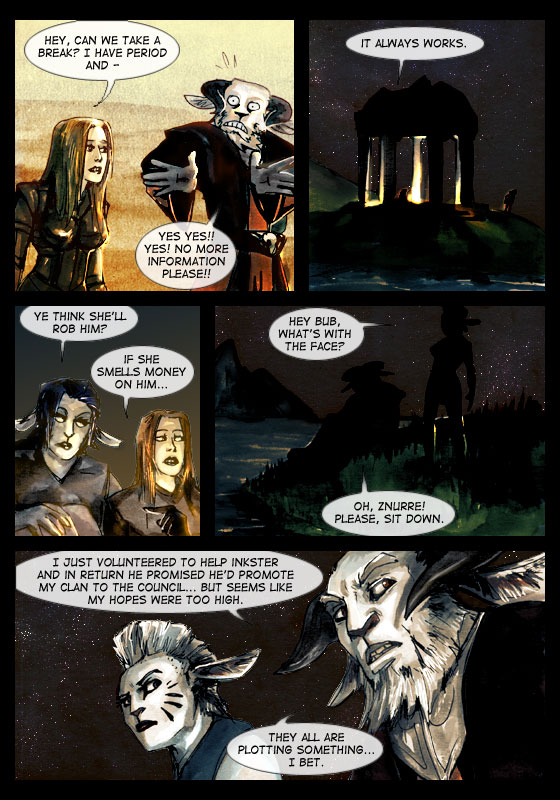 HEY, CAN WE TAKE A
BREAK? I HAVE PERIOD
AND -
YES YES!!
YES! NO MORE
INFORMATION
PLEASE!!
IT ALWAYS WORKS.
YE THINK SHE'LL
ROB HIM?
IF SHE
SMELLS MONEY
ON HIM...
HEY BUB,
WHAT'S WITH
THE FACE?
OH, ZNURRE!
PLEASE, SIT DOWN.
I JUST VOLUNTEERED TO HELP INKSTER
AND IN RETURN HE PROMISED HE'D PROMOTE
MY CLAN TO THE COUNCIL... BUT SEEMS LIKE
MY HOPES WERE TOO HIGH.
THEY ALL ARE
PLOTTING SOMETHING...
I BET.